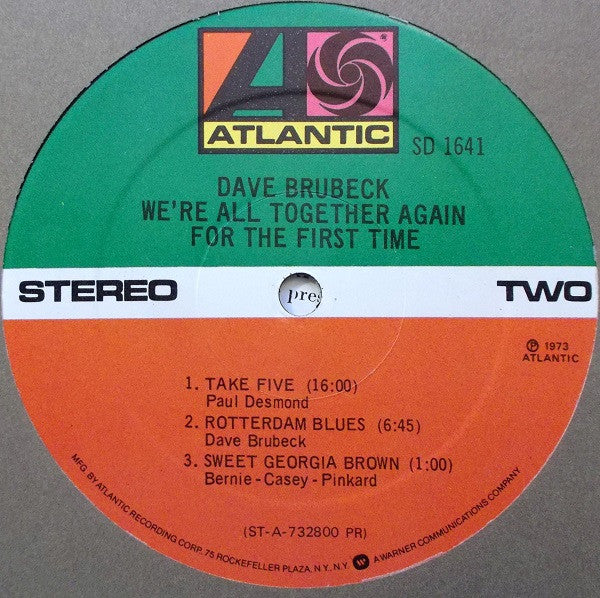 ATLANTIC
SD 1641
DAVE BRUBECK
WE'RE ALL TOGETHER AGAIN
FOR THE FIRST TIME
STEREO
pres
TWO
℗ 1973
ATLANTIC
1. TAKE FIVE (16:00)
Paul Desmond
2. ROTTERDAM BLUES (6:45)
Dave Brubeck
3. SWEET GEORGIA BROWN (1:00)
Bernie - Casey - Pinkard
(ST-A-732800 PR)
MFG. BY ATLANTIC RECORDING CORP. 75 ROCKEFELLER PLAZA, N.Y., N.Y. A WARNER COMMUNICATIONS COMPANY